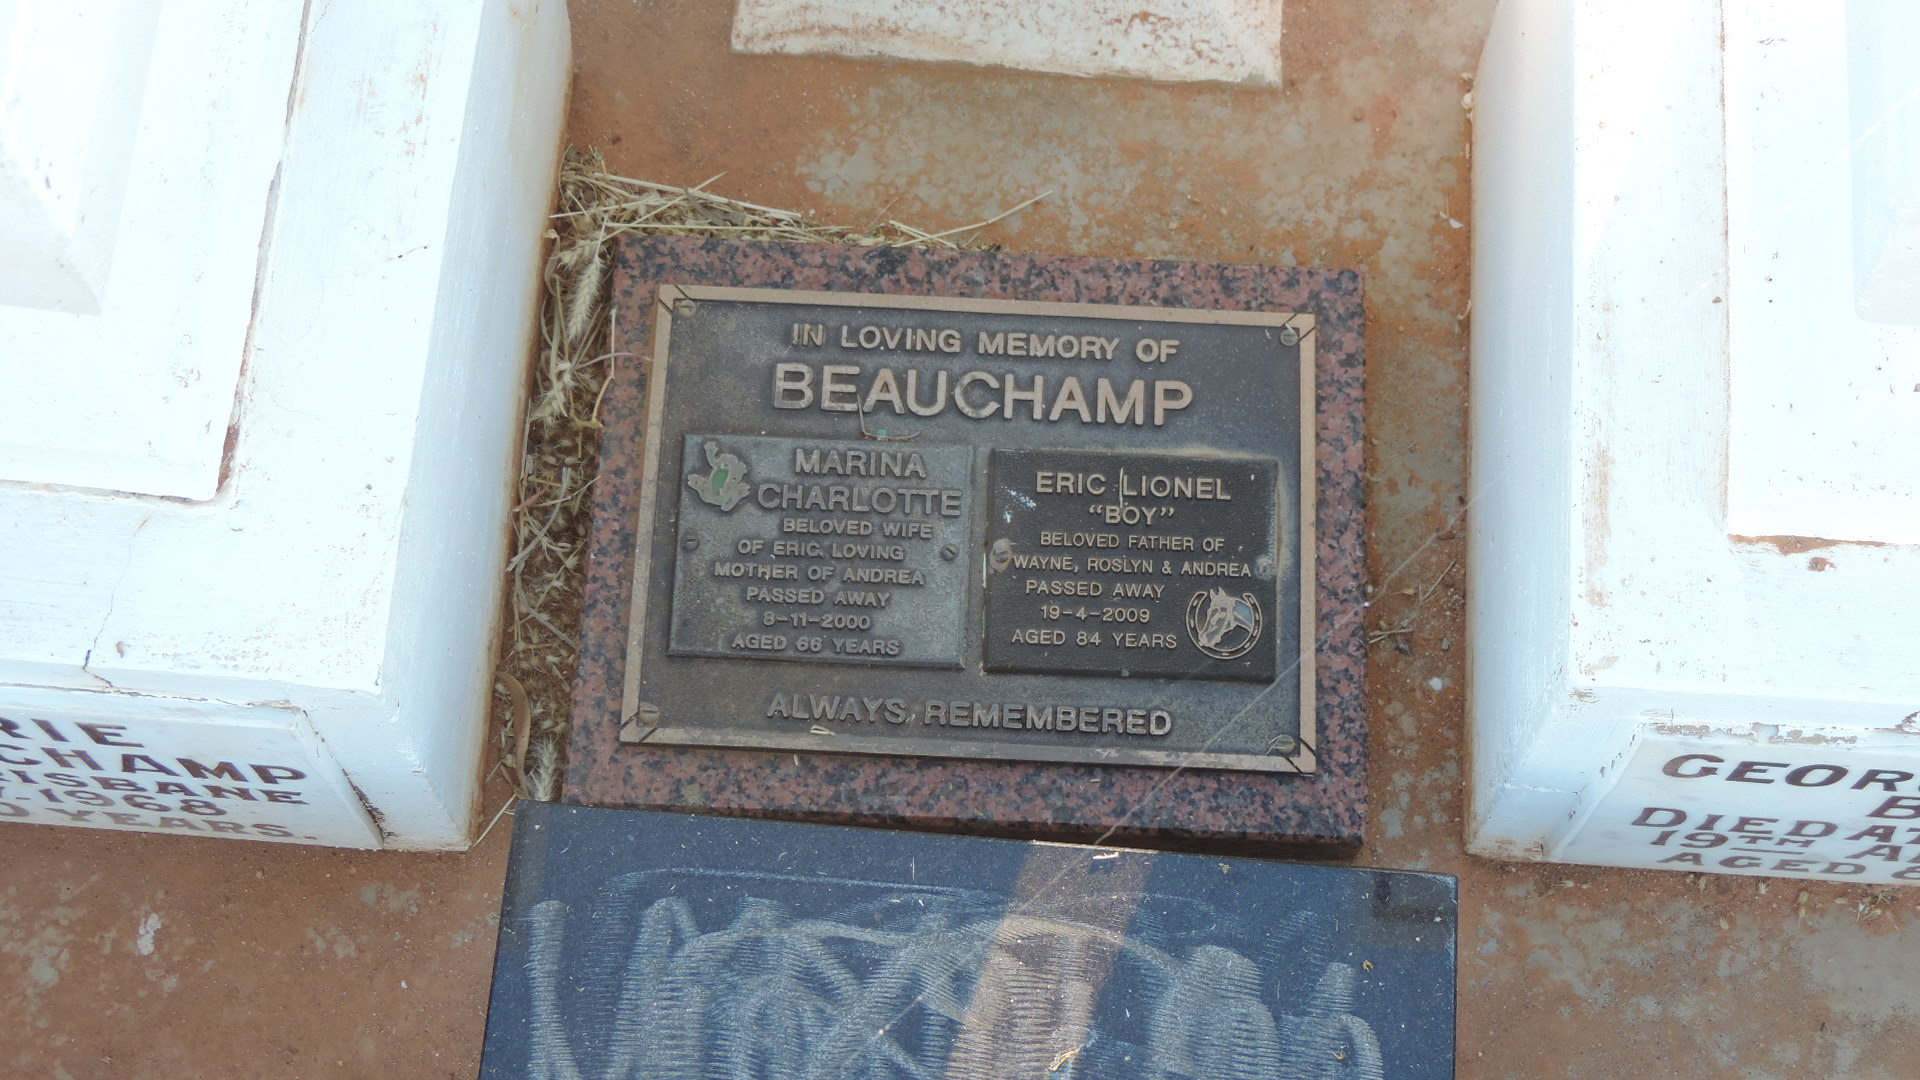 IN LOVING MEMORY OF
BEAUCHAMP
MARINA
CHARLOTTE
BELOVED WIFE
OF ERIC. LOVING
MOTHER OF ANDREA
PASSED AWAY
8-11-2000
AGED 66 YEARS
ERIC LIONEL
"BOY"
BELOVED FATHER OF
WAYNE, ROSLYN & ANDREA
PASSED AWAY
19-4-2009
AGED 84 YEARS
ALWAYS REMEMBERED
RIE
CHAMP
ISBANE
1968
YEARS.
GEOR
B
DIED AT
19TH A
AGED 6